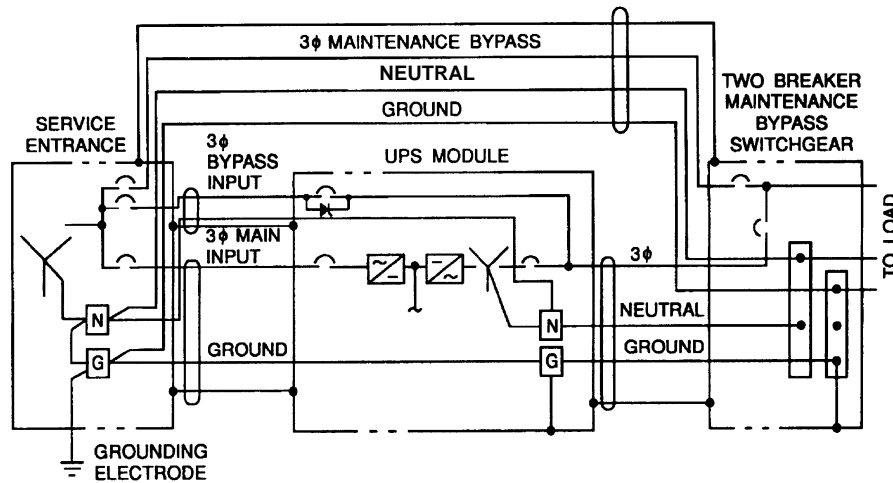 3ϕ MAINTENANCE BYPASS
NEUTRAL
GROUND
TWO BREAKER
MAINTENANCE
BYPASS
SWITCHGEAR
SERVICE
ENTRANCE
3ϕ
BYPASS
INPUT
UPS MODULE
3ϕ MAIN
INPUT
3ϕ
TO LOAD
N
N
NEUTRAL
G
GROUND
G
GROUND
GROUNDING
ELECTRODE